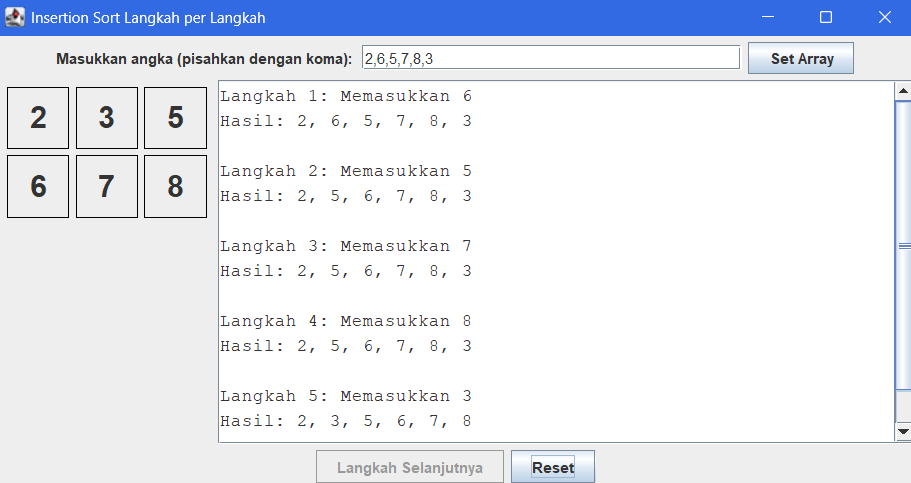 Insertion Sort Langkah per Langkah
Masukkan angka (pisahkan dengan koma): 2,6,5,7,8,3 Set Array
2 3 5
6 7 8
Langkah 1: Memasukkan 6
Hasil: 2, 6, 5, 7, 8, 3
Langkah 2: Memasukkan 5
Hasil: 2, 5, 6, 7, 8, 3
Langkah 3: Memasukkan 7
Hasil: 2, 5, 6, 7, 8, 3
Langkah 4: Memasukkan 8
Hasil: 2, 5, 6, 7, 8, 3
Langkah 5: Memasukkan 3
Hasil: 2, 3, 5, 6, 7, 8
Langkah Selanjutnya Reset